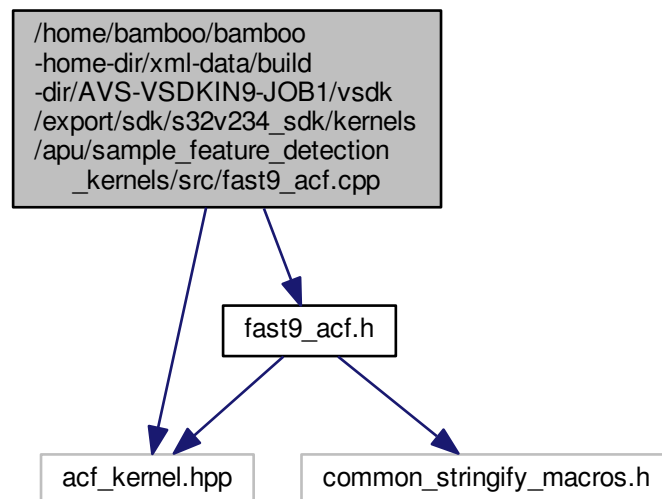 /home/bamboo/bamboo
-home-dir/xml-data/build
-dir/AVS-VSDKIN9-JOB1/vsdk
/export/sdk/s32v234_sdk/kernels
/apu/sample_feature_detection
_kernels/src/fast9_acf.cpp
fast9_acf.h
acf_kernel.hpp
common_stringify_macros.h